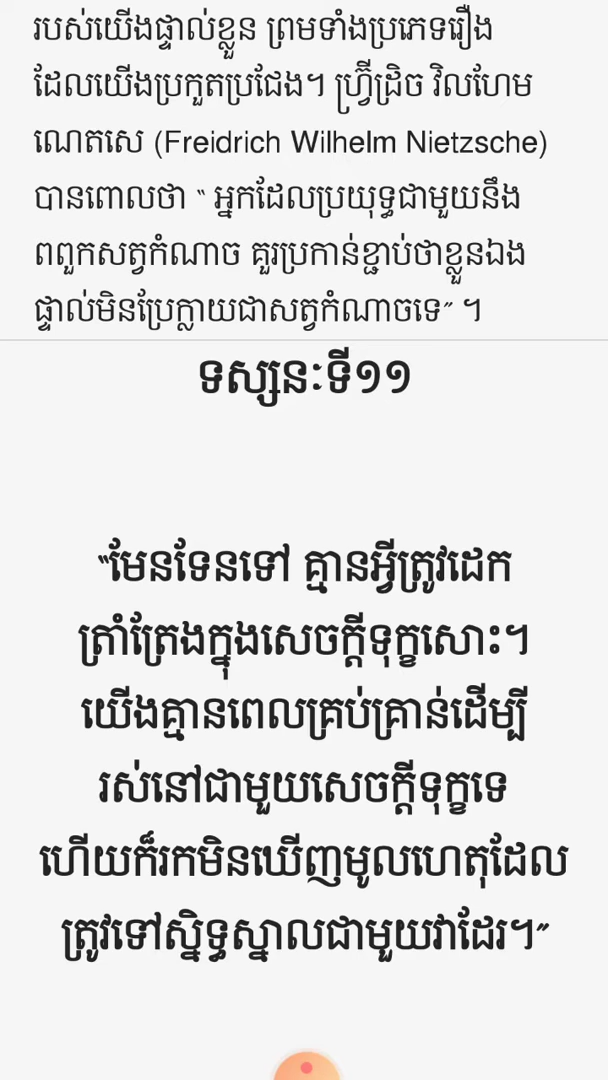 របស់យើងផ្ទាល់ខ្លួន ព្រមទាំងប្រភេទរឿង
ដែលយើងប្រកួតប្រជែង។ ហ្វ្រីដ្រិច វិលហែម
ណេតសេ (Freidrich Wilhelm Nietzsche)
បានពោលថា “ អ្នកដែលប្រយុទ្ធជាមួយនឹង
ពពួកសត្វកំណាច គួរប្រកាន់ខ្ជាប់ថាខ្លួនឯង
ផ្ទាល់មិនប្រែក្លាយជាសត្វកំណាចទេ” ។
ទស្សនៈទី១១
“មែនទែនទៅ គ្មានអ្វីត្រូវដេក
ត្រាំត្រែងក្នុងសេចក្តីទុក្ខសោះ។
យើងគ្មានពេលគ្រប់គ្រាន់ដើម្បី
រស់នៅជាមួយសេចក្តីទុក្ខទេ
ហើយក៏រកមិនឃើញមូលហេតុដែល
ត្រូវទៅស្និទ្ធស្នាលជាមួយវាដែរ។”